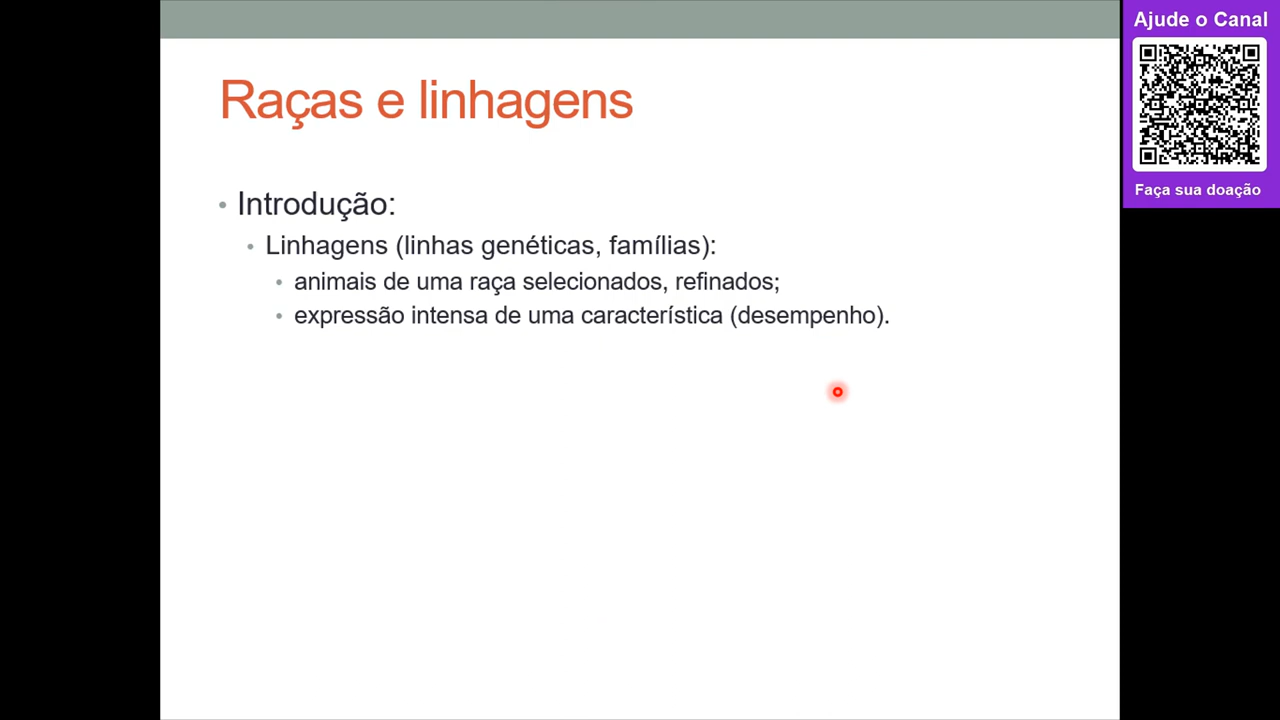 Ajude o Canal
Raças e linhagens
Faça sua doação
• Introdução:
• Linhagens (linhas genéticas, famílias):
• animais de uma raça selecionados, refinados;
• expressão intensa de uma característica (desempenho).